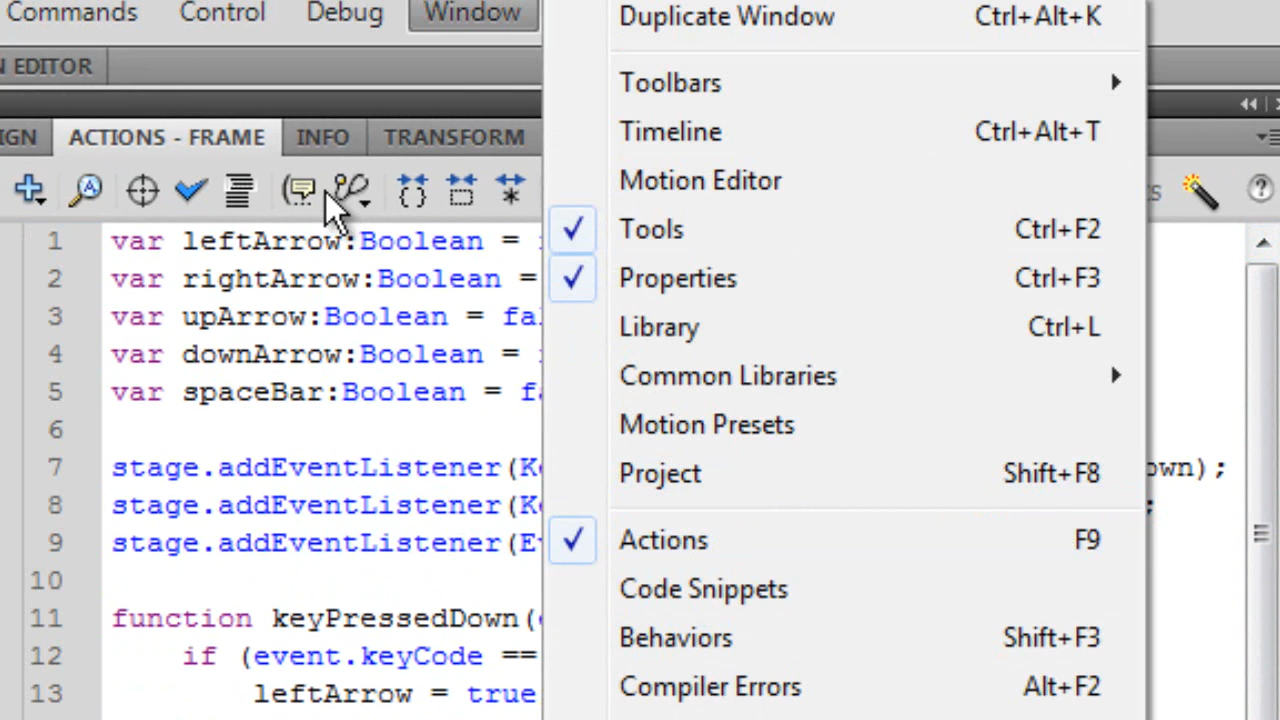 Commands Control Debug Window
EDITOR
ACTIONS - FRAME INFO TRANSFORM
1 var leftArrow:Boolean =
2 var rightArrow:Boolean =
3 var upArrow:Boolean =
4 var downArrow:Boolean =
5 var spaceBar:Boolean =
6
7 stage.addEventListener(
8 stage.addEventListener(
9 stage.addEventListener(
10
11 function keyPressedDown(
12 if (event.keyCode ==
13 leftArrow = true
Duplicate Window Ctrl+Alt+K
Toolbars
Timeline Ctrl+Alt+T
Motion Editor
Tools Ctrl+F2
Properties Ctrl+F3
Library Ctrl+L
Common Libraries
Motion Presets
Project Shift+F8
Actions F9
Code Snippets
Behaviors Shift+F3
Compiler Errors Alt+F2